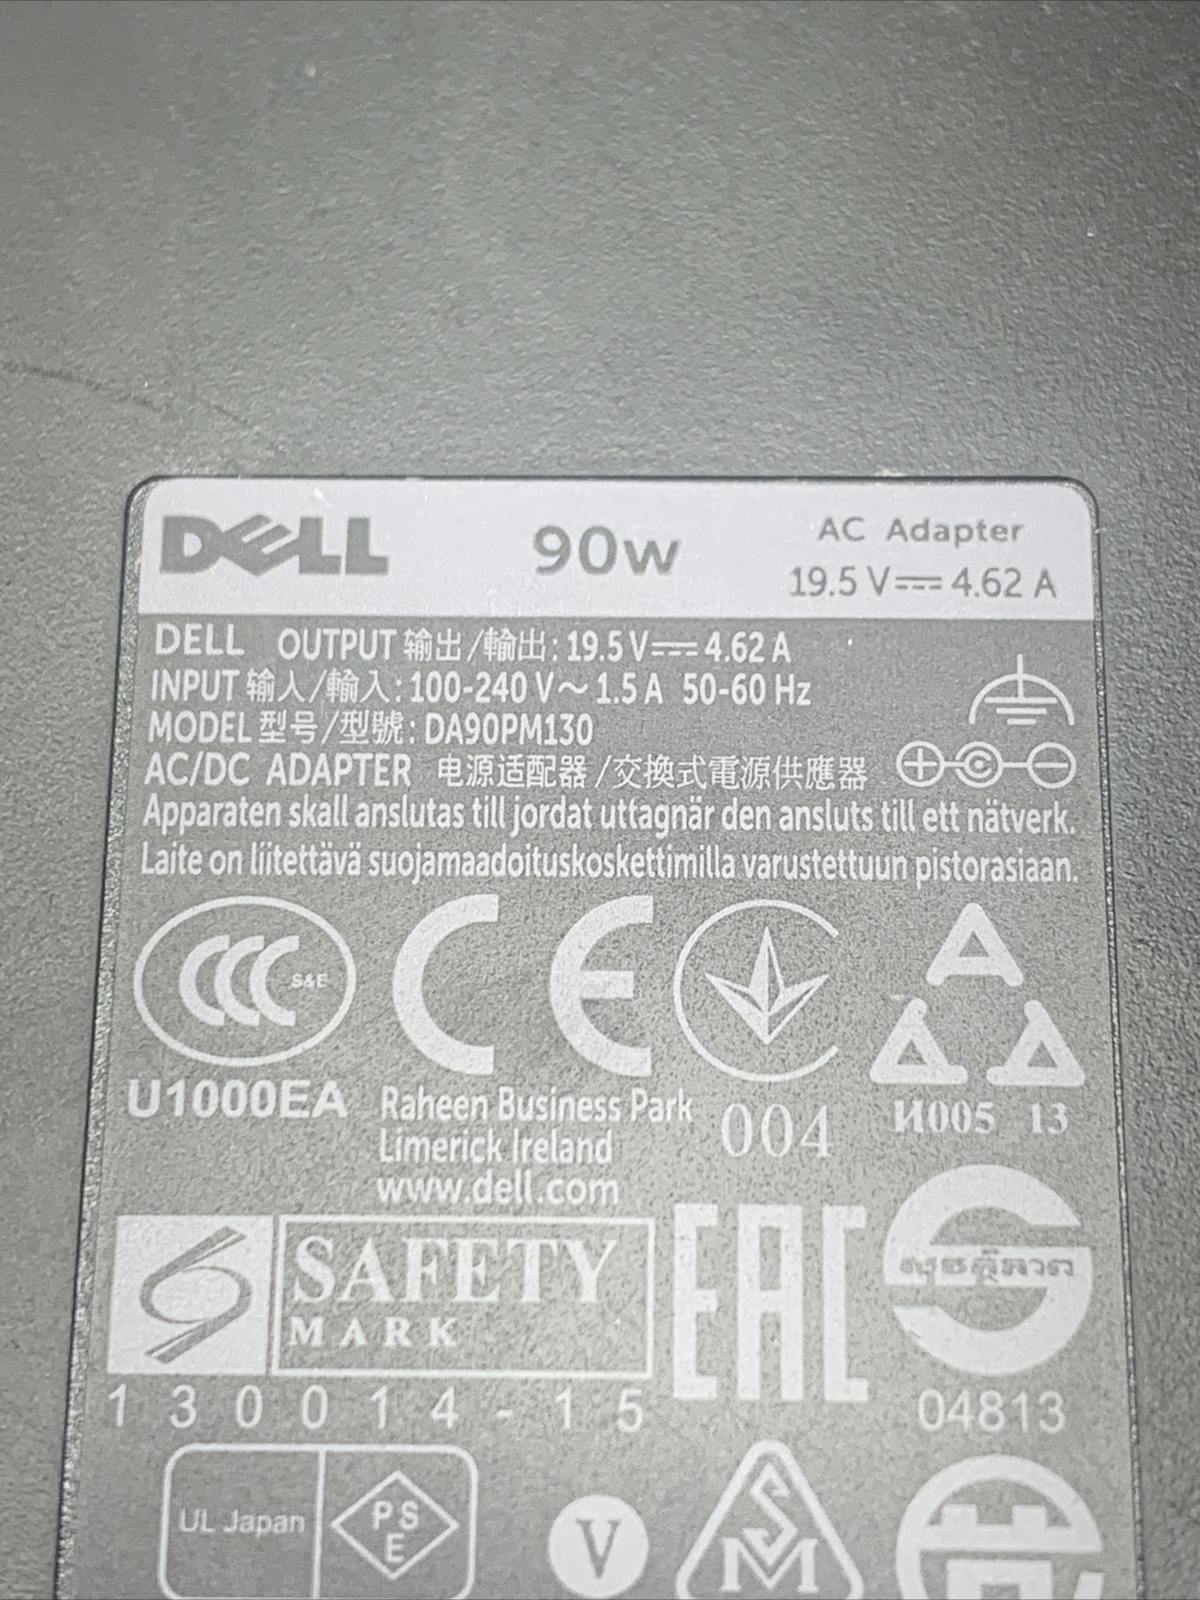 DELL 90w AC Adapter
19.5 V⎓4.62 A
DELL OUTPUT 输出/輸出: 19.5 V⎓4.62 A
INPUT 输入/輸入: 100-240 V~1.5 A 50-60 Hz
MODEL 型号/型號: DA90PM130
AC/DC ADAPTER 电源适配器/交換式電源供應器
Apparaten skall anslutas till jordat uttagnär den ansluts till ett nätverk.
Laite on liitettävä suojamaadoituskoskettimilla varustettuun pistorasiaan.
CCC S&E
CE
U1000EA
Raheen Business Park
Limerick Ireland
www.dell.com
004
И005 13
SAFETY
MARK
130014-15
EAC
04813
UL Japan
PS
E
V
S
M